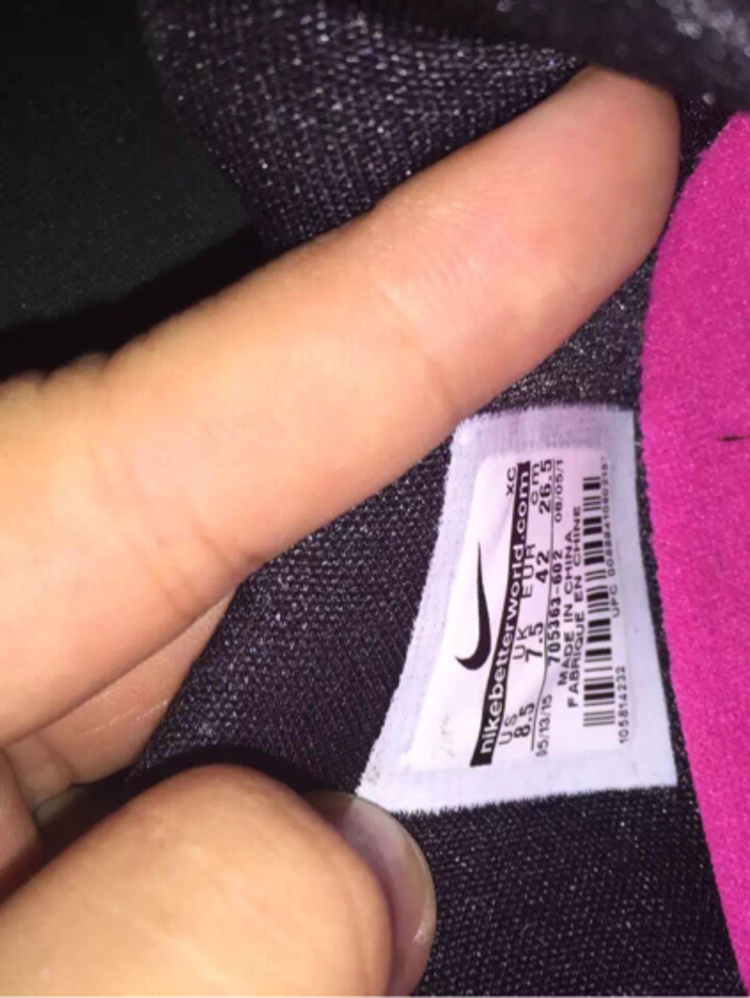 XC
nikebetterworld.com
US UK EUR cm
8.5 7.5 42 26.5
05/13/15 08/05/1
705363-602
MADE IN CHINA
FABRIQUE EN CHINE
UPC
105814232